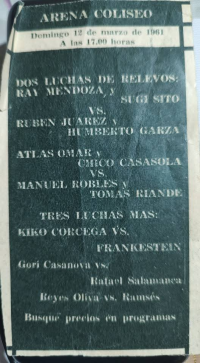 ARENA COLISEO
Domingo 12 de marzo de 1961
A las 17.00 horas
DOS LUCHAS DE RELEVOS:
RAY MENDOZA y
SUGI SITO
VS.
RUBEN JUAREZ y
HUMBERTO GARZA
ATLAS OMAR y
CHICO CASASOLA
VS.
MANUEL ROBLES y
TOMAS RIANDE
TRES LUCHAS MAS:
KIKO CORCEGA VS.
FRANKESTEIN
Gori Casanova vs.
Rafael Salamanca
Reyes Oliva vs. Ramsés
Busque precios en programas